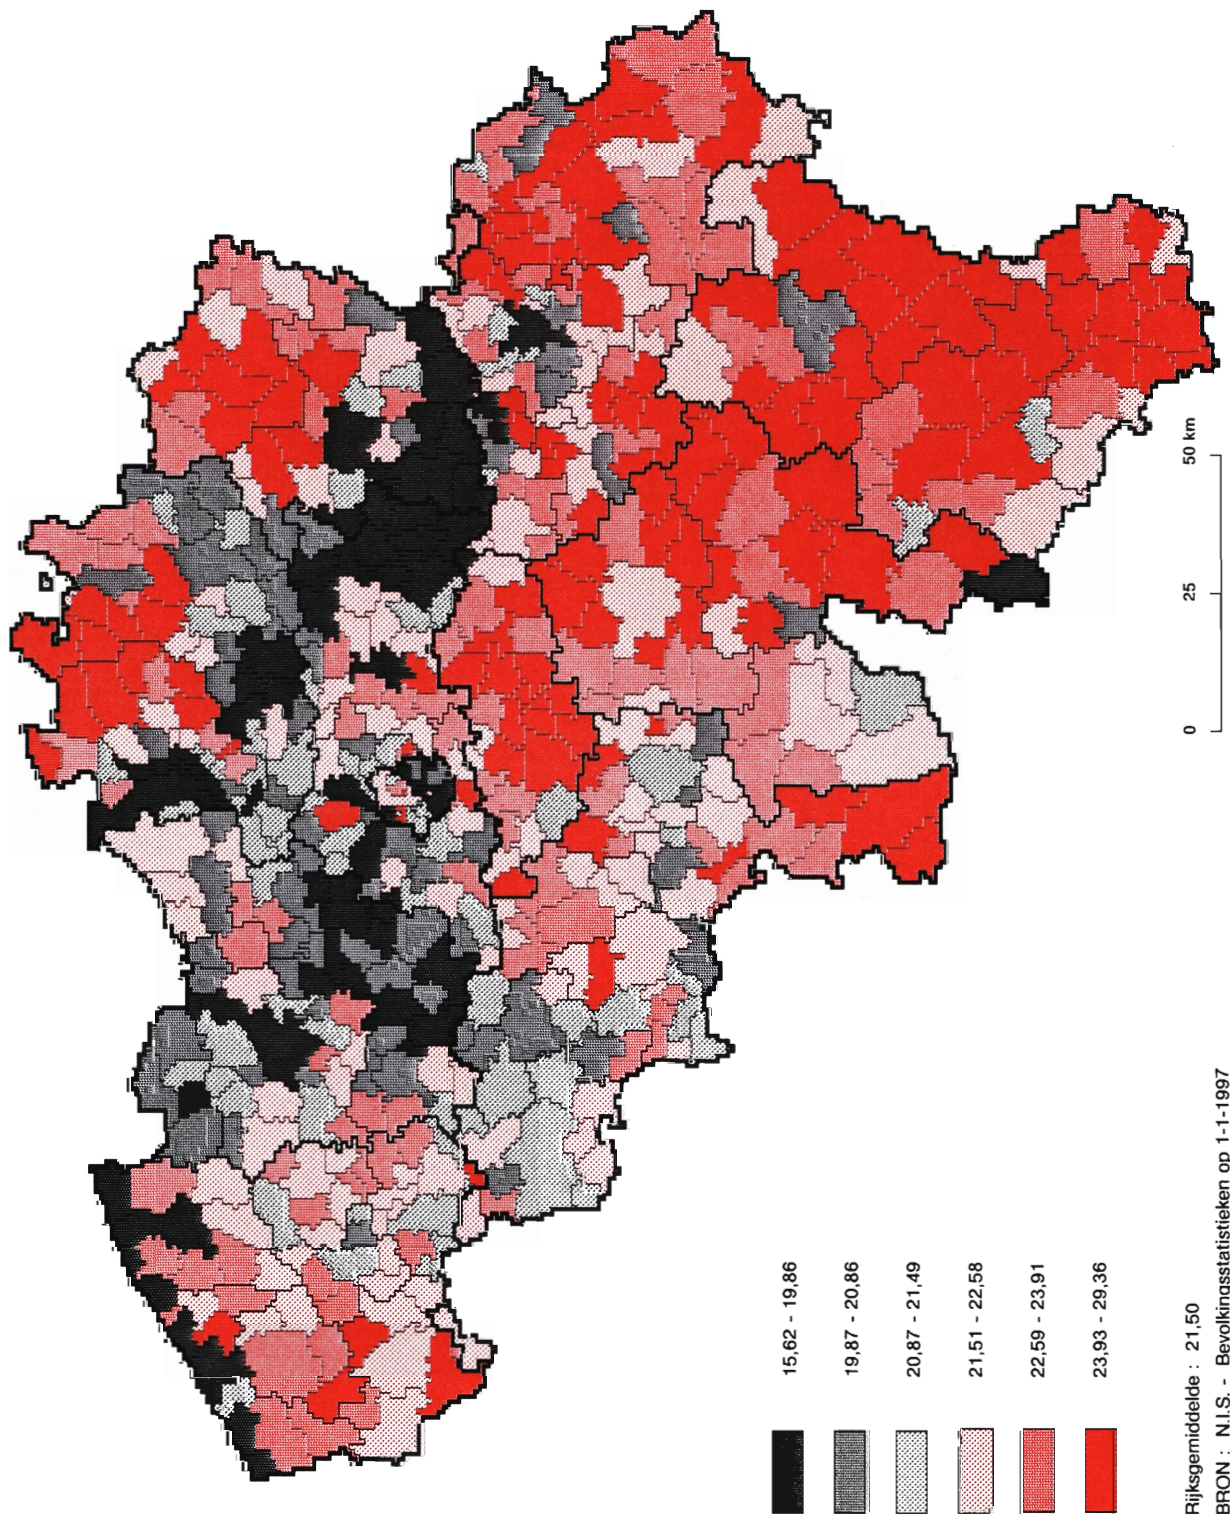 15,62 - 19,86
19,87 - 20,86
20,87 - 21,49
21,51 - 22,58
22,59 - 23,91
23,93 - 29,36
0 25 50 km
Rijksgemiddelde : 21,50
BRON : N.I.S. - Bevolkingsstatistieken op 1-1-1997